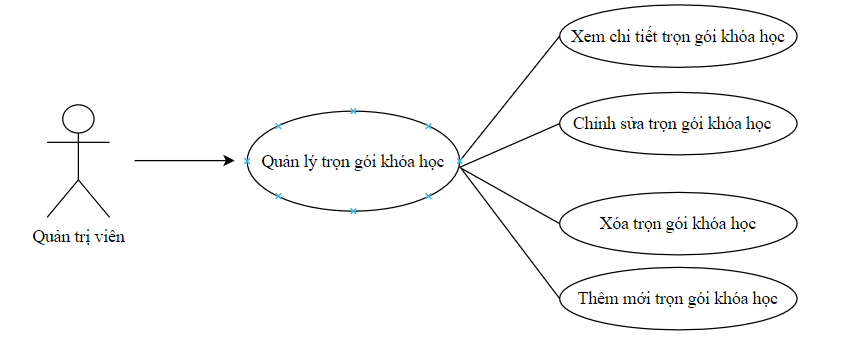 Xem chi tiết trọn gói khóa học
Chinh sửa trọn gói khóa học
Quản lý trọn gói khóa học
Xóa trọn gói khóa học
Quản trị viên
Thêm mới trọn gói khóa học